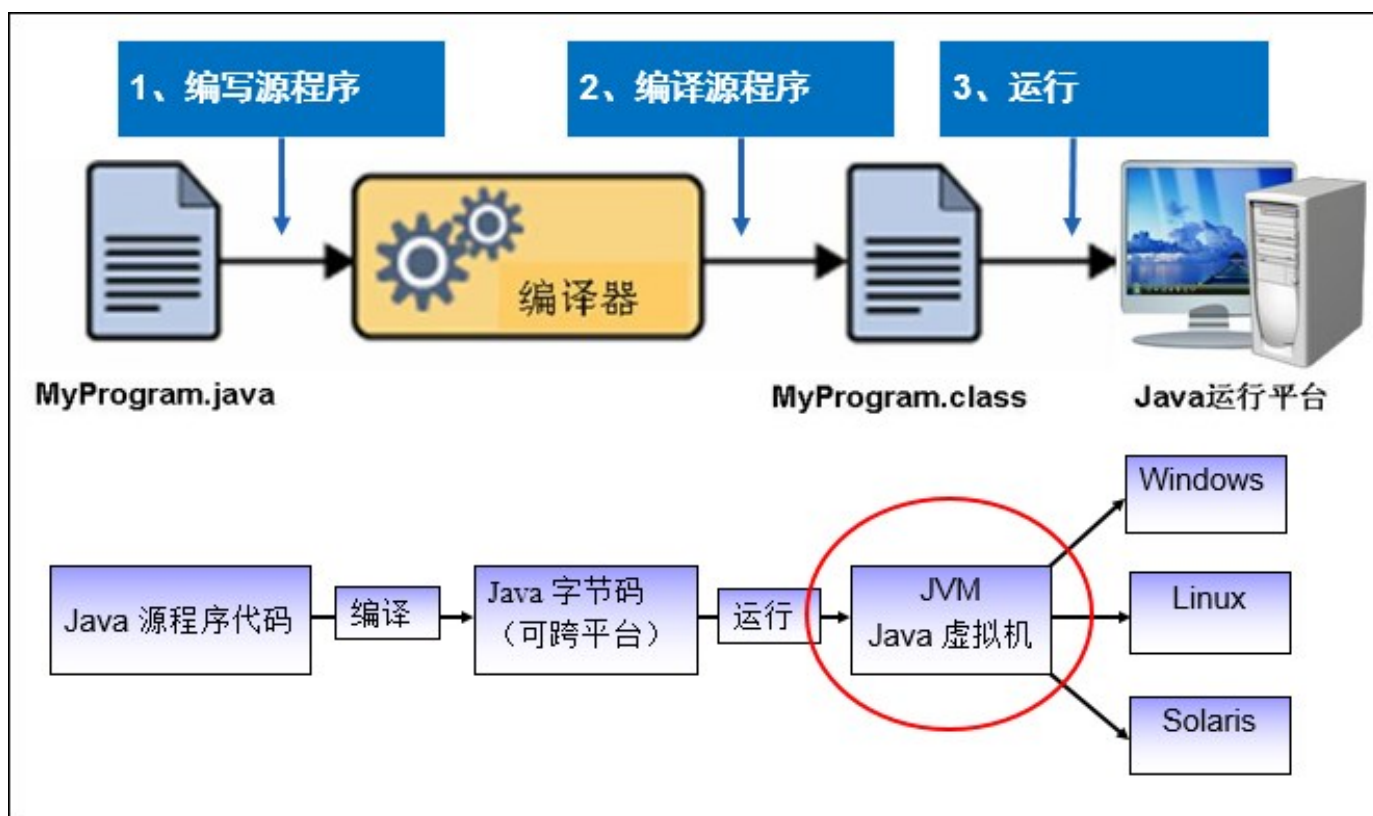 1、编写源程序
2、编译源程序
3、运行
编译器
MyProgram.java
MyProgram.class
Java运行平台
Windows
Java 源程序代码
编译
Java 字节码
（可跨平台）
运行
JVM
Java 虚拟机
Linux
Solaris